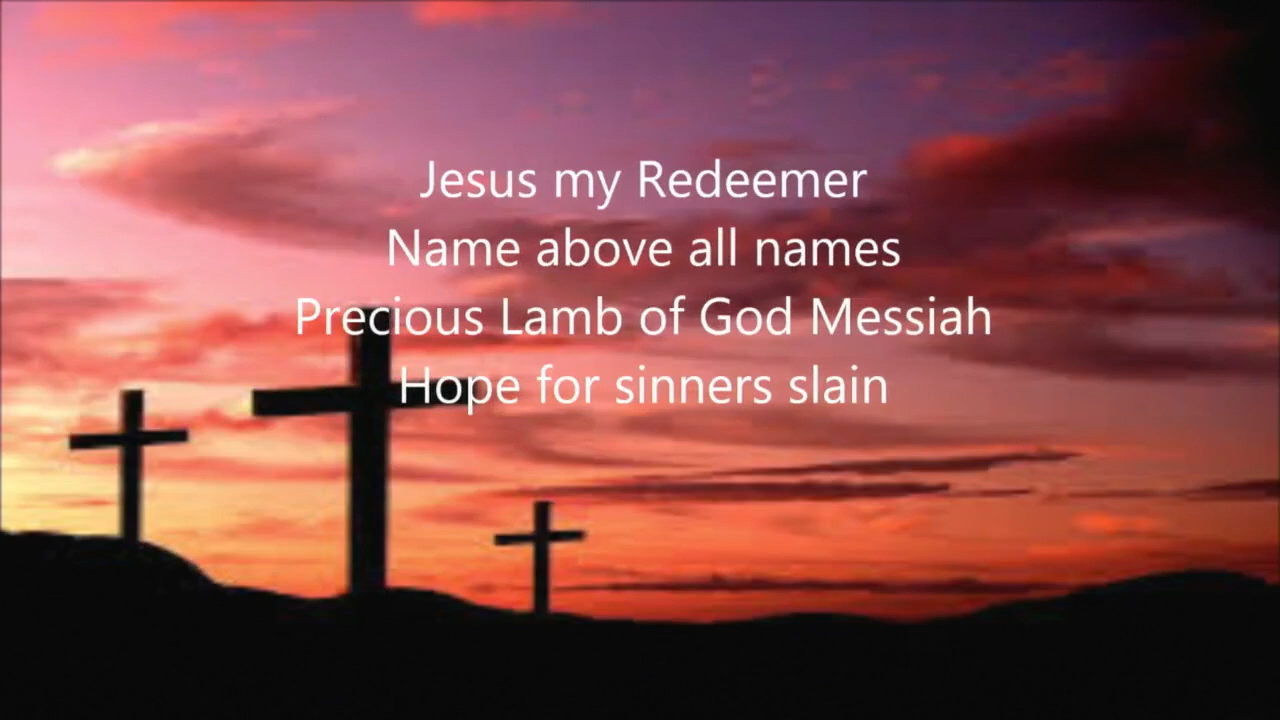 Jesus my Redeemer
Name above all names
Precious Lamb of God Messiah
Hope for sinners slain